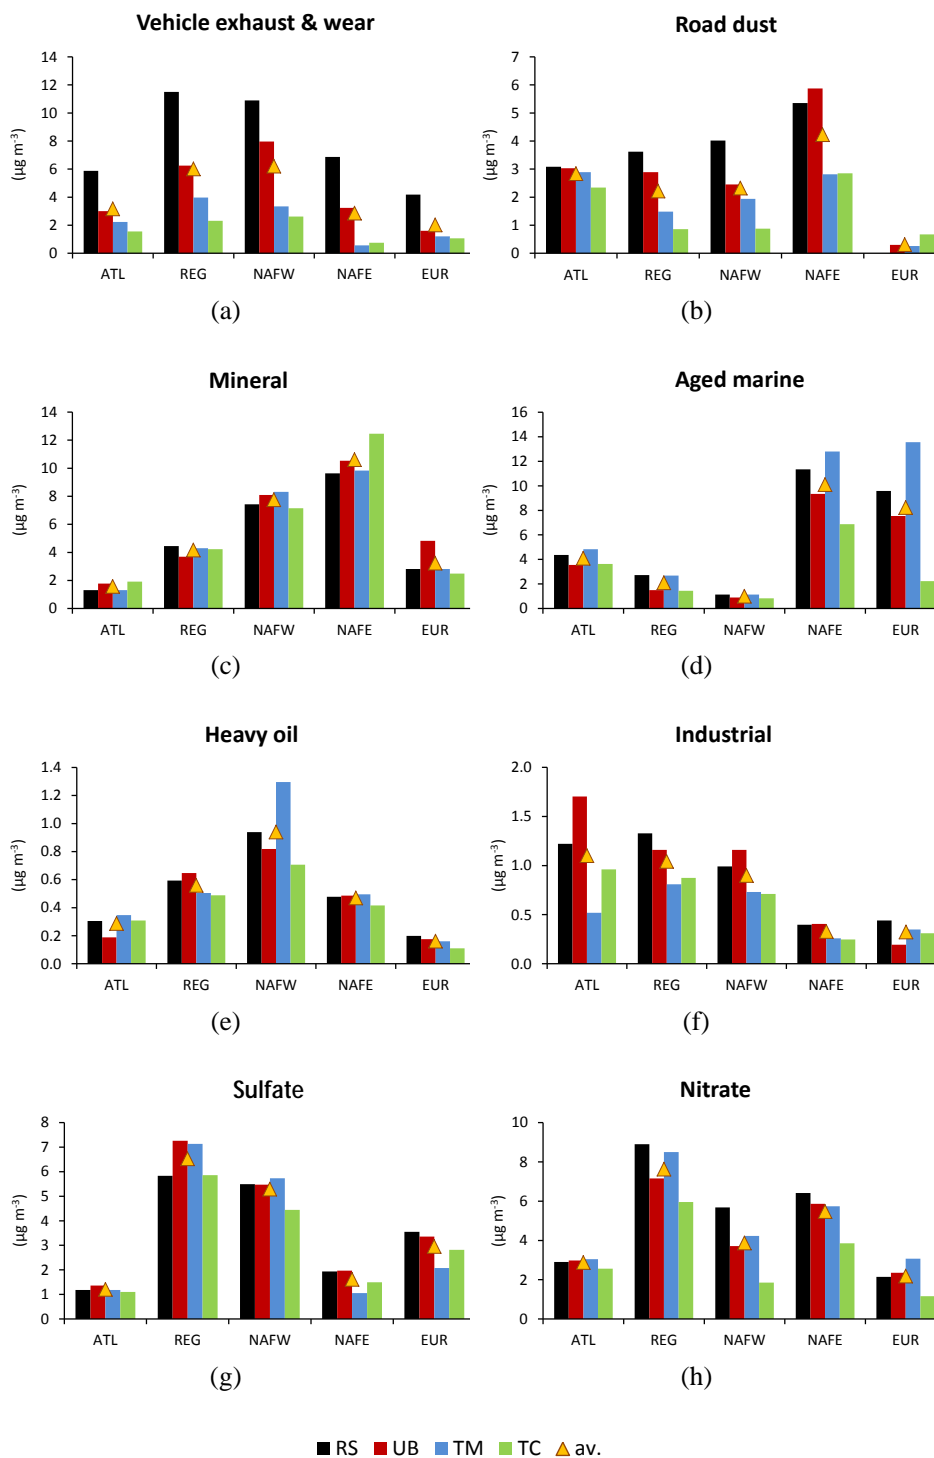 Vehicle exhaust & wear
14
12
10
8
6
4
2
0
(µg m⁻³)
ATL REG NAFW NAFE EUR
(a)
Road dust
7
6
5
4
3
2
1
0
(µg m⁻³)
ATL REG NAFW NAFE EUR
(b)
Mineral
14
12
10
8
6
4
2
0
(µg m⁻³)
ATL REG NAFW NAFE EUR
(c)
Aged marine
16
14
12
10
8
6
4
2
0
(µg m⁻³)
ATL REG NAFW NAFE EUR
(d)
Heavy oil
1.4
1.2
1.0
0.8
0.6
0.4
0.2
0.0
(µg m⁻³)
ATL REG NAFW NAFE EUR
(e)
Industrial
2.0
1.5
1.0
0.5
0.0
(µg m⁻³)
ATL REG NAFW NAFE EUR
(f)
Sulfate
8
7
6
5
4
3
2
1
0
(µg m⁻³)
ATL REG NAFW NAFE EUR
(g)
Nitrate
10
8
6
4
2
0
(µg m⁻³)
ATL REG NAFW NAFE EUR
(h)
RS UB TM TC av.